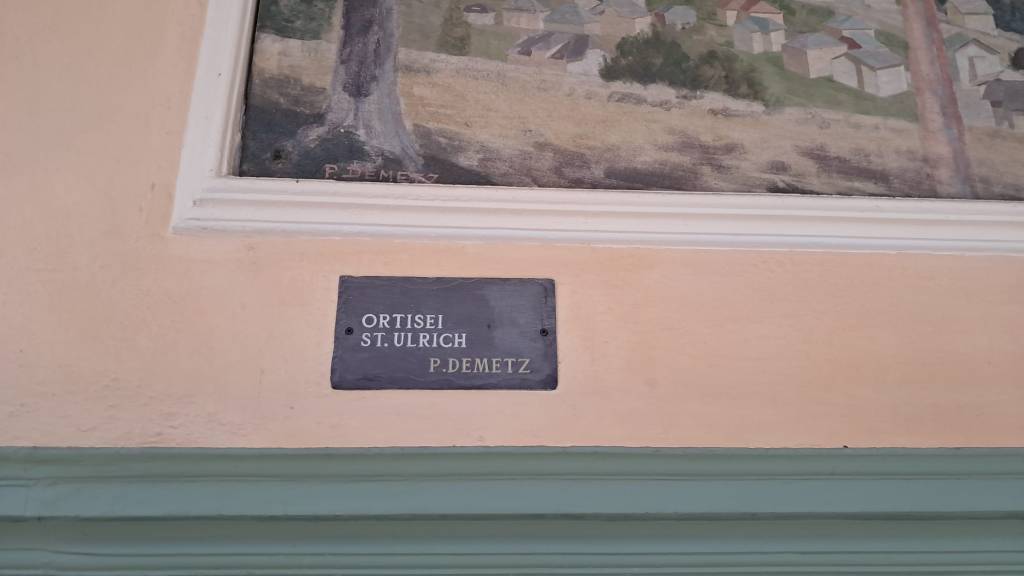 P. DEMETZ
ORTISEI
ST. ULRICH
P. DEMETZ